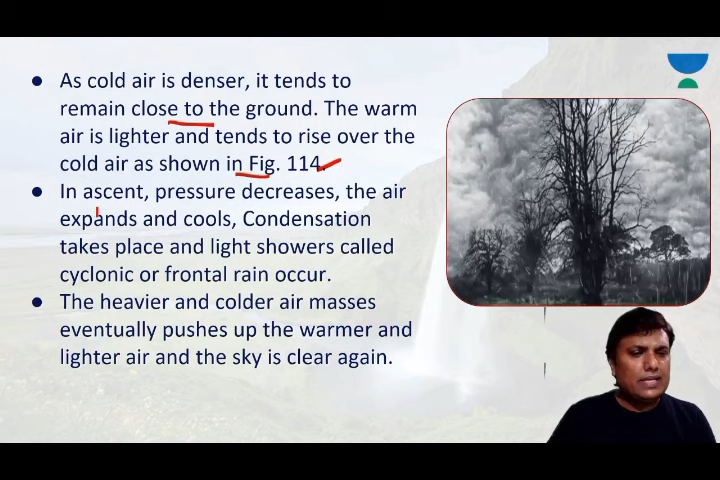 As cold air is denser, it tends to
remain close to the ground. The warm
air is lighter and tends to rise over the
cold air as shown in Fig. 114.
In ascent, pressure decreases, the air
expands and cools, Condensation
takes place and light showers called
cyclonic or frontal rain occur.
The heavier and colder air masses
eventually pushes up the warmer and
lighter air and the sky is clear again.